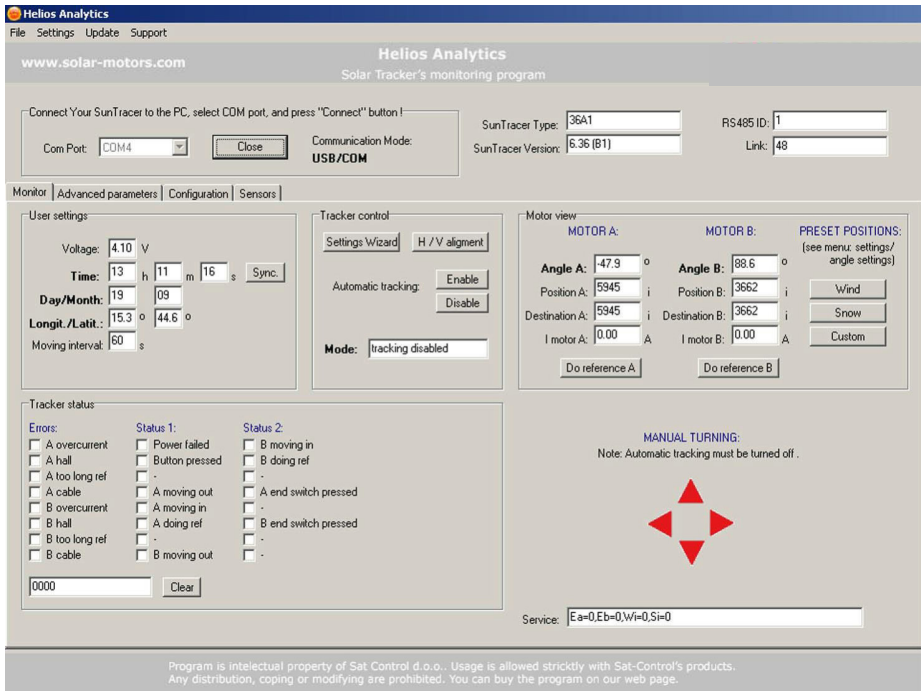 Helios Analytics
File Settings Update Support
www.solar-motors.com
Helios Analytics
Solar Tracker's monitoring program
Connect Your SunTracer to the PC, select COM port, and press "Connect" button !
Com Port: COM4 Close
Communication Mode:
USB/COM
SunTracer Type: 36A1
SunTracer Version: 6.36 (B1)
RS485 ID: 1
Link: 48
Monitor Advanced parameters Configuration Sensors
User settings
Voltage: 4.10 V
Time: 13 h 11 m 16 s Sync.
Day/Month: 19 09
Longit./Latit.: 15.3 ° 44.6 °
Moving interval: 60 s
Tracker control
Settings Wizard H / V aligment
Automatic tracking: Enable
Disable
Mode: tracking disabled
Motor view
MOTOR A:
Angle A: -47.9 °
Position A: 5945 i
Destination A: 5945 i
I motor A: 0.00 A
Do reference A
MOTOR B:
Angle B: 88.6 °
Position B: 3662 i
Destination B: 3662 i
I motor B: 0.00 A
Do reference B
PRESET POSITIONS:
(see menu: settings/
angle settings)
Wind
Snow
Custom
Tracker status
Errors:
A overcurrent
A hall
A too long ref
A cable
B overcurrent
B hall
B too long ref
B cable
Status 1:
Power failed
Button pressed
-
A moving out
A moving in
A doing ref
-
B moving out
Status 2:
B moving in
B doing ref
-
A end switch pressed
-
B end switch pressed
-
-
0000 Clear
MANUAL TURNING:
Note: Automatic tracking must be turned off .
Service: Ea=0,Eb=0,Wi=0,Si=0
Program is intelectual property of Sat Control d.o.o.. Usage is allowed stricktly with Sat-Control's products.
Any distribution, coping or modifying are prohibited. You can buy the program on our web page.